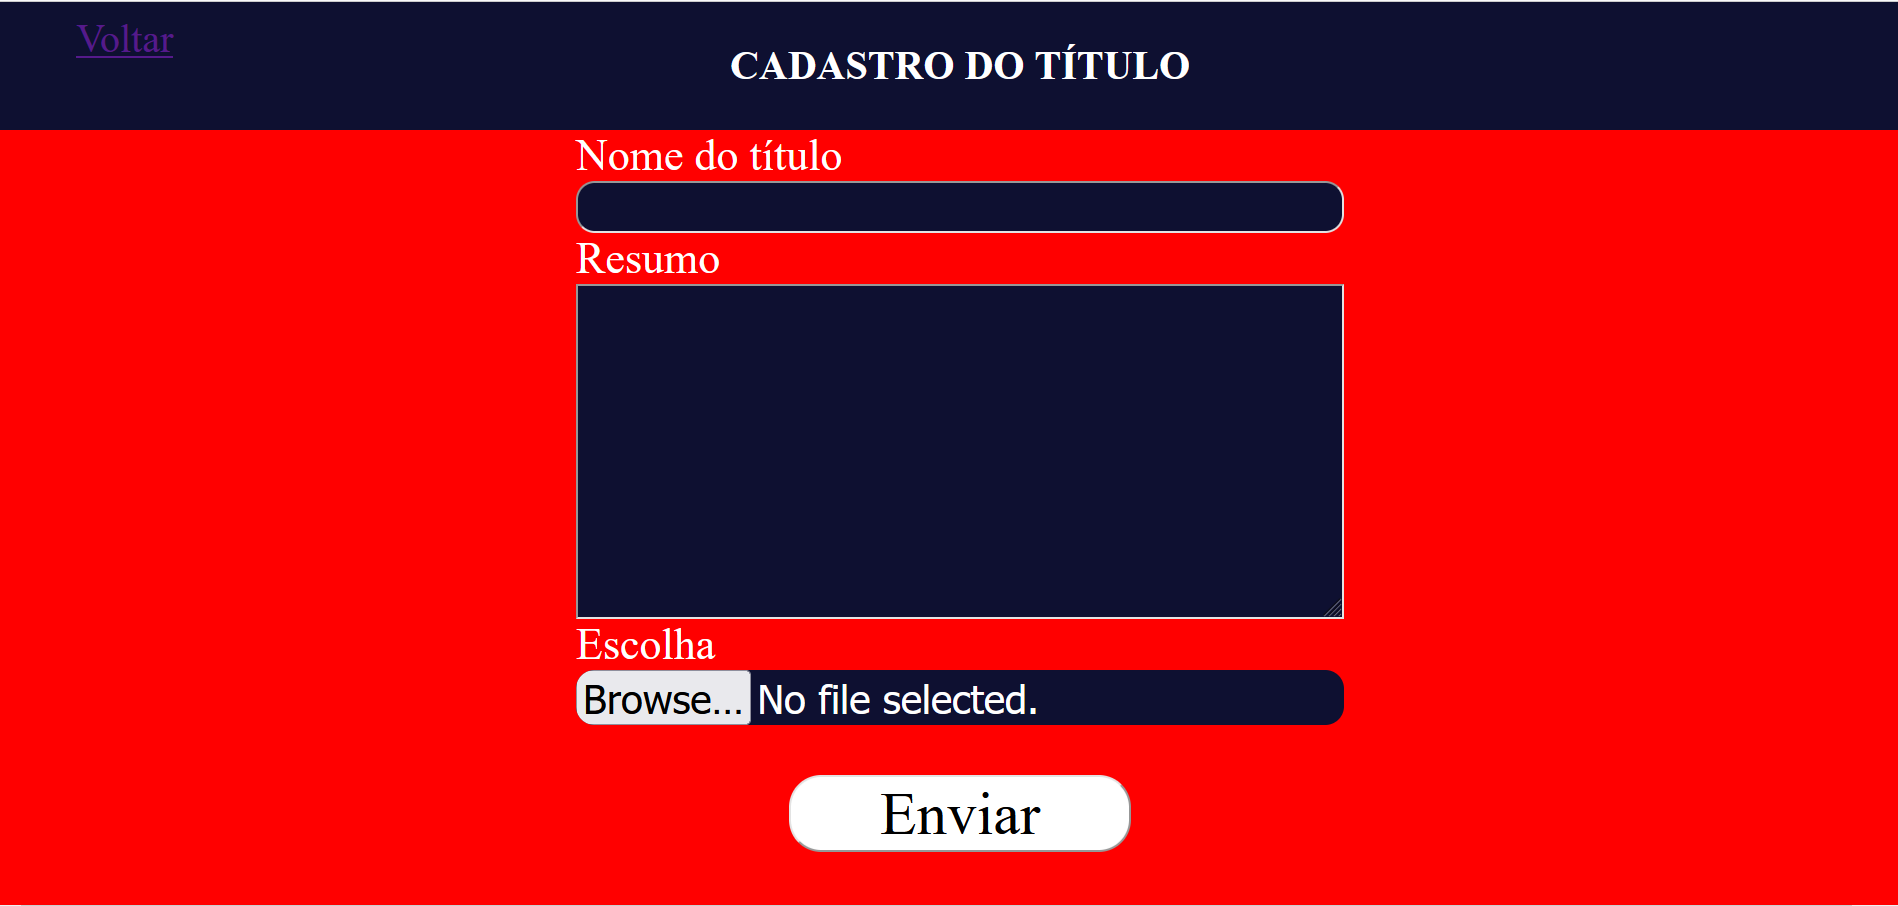 Voltar
CADASTRO DO TÍTULO
Nome do título
Resumo
Escolha
Browse... No file selected.
Enviar